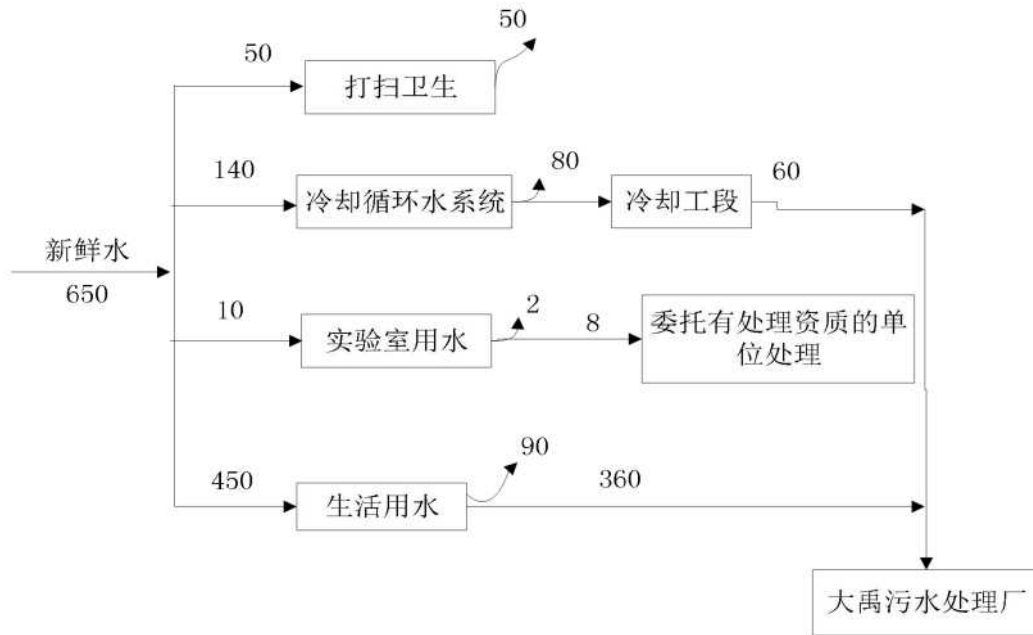 50
50
打扫卫生
140
冷却循环水系统
80
冷却工段
60
新鲜水
650
10
实验室用水
2
8
委托有处理资质的单
位处理
450
生活用水
90
360
大禹污水处理厂